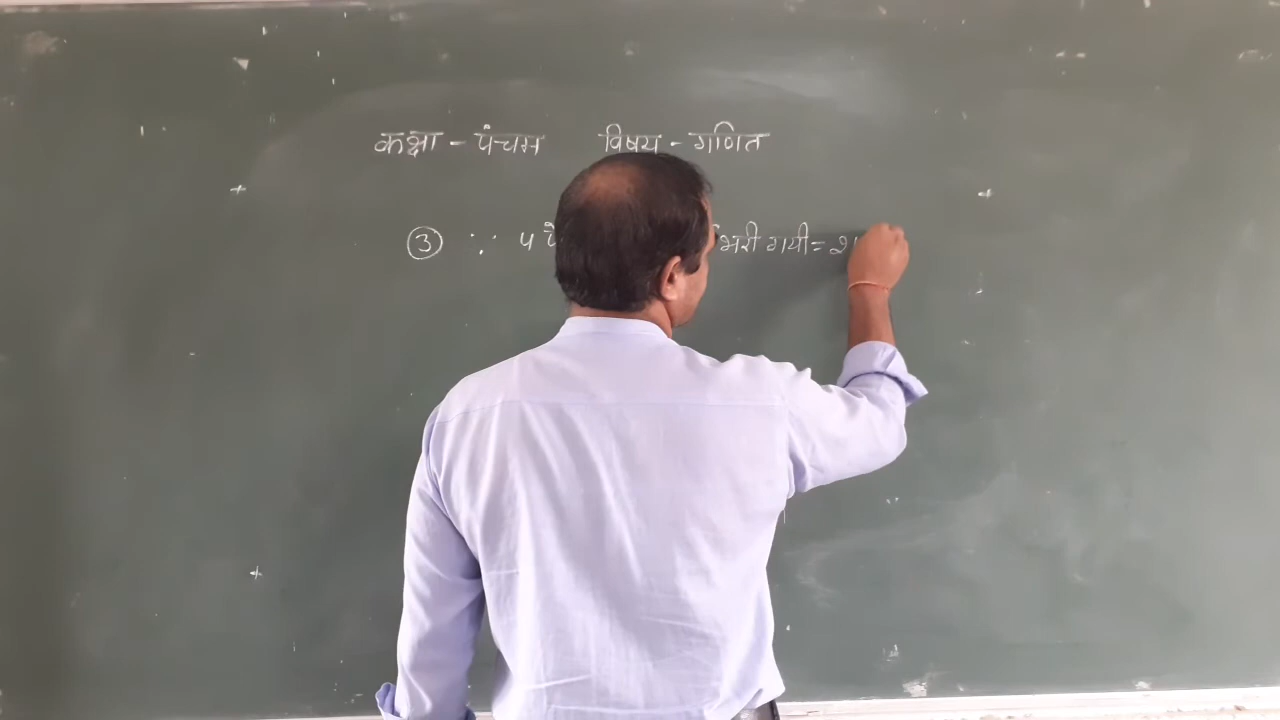 कक्षा - पंचम विषय - गणित
③ ∵ ५ भरी गयी = २